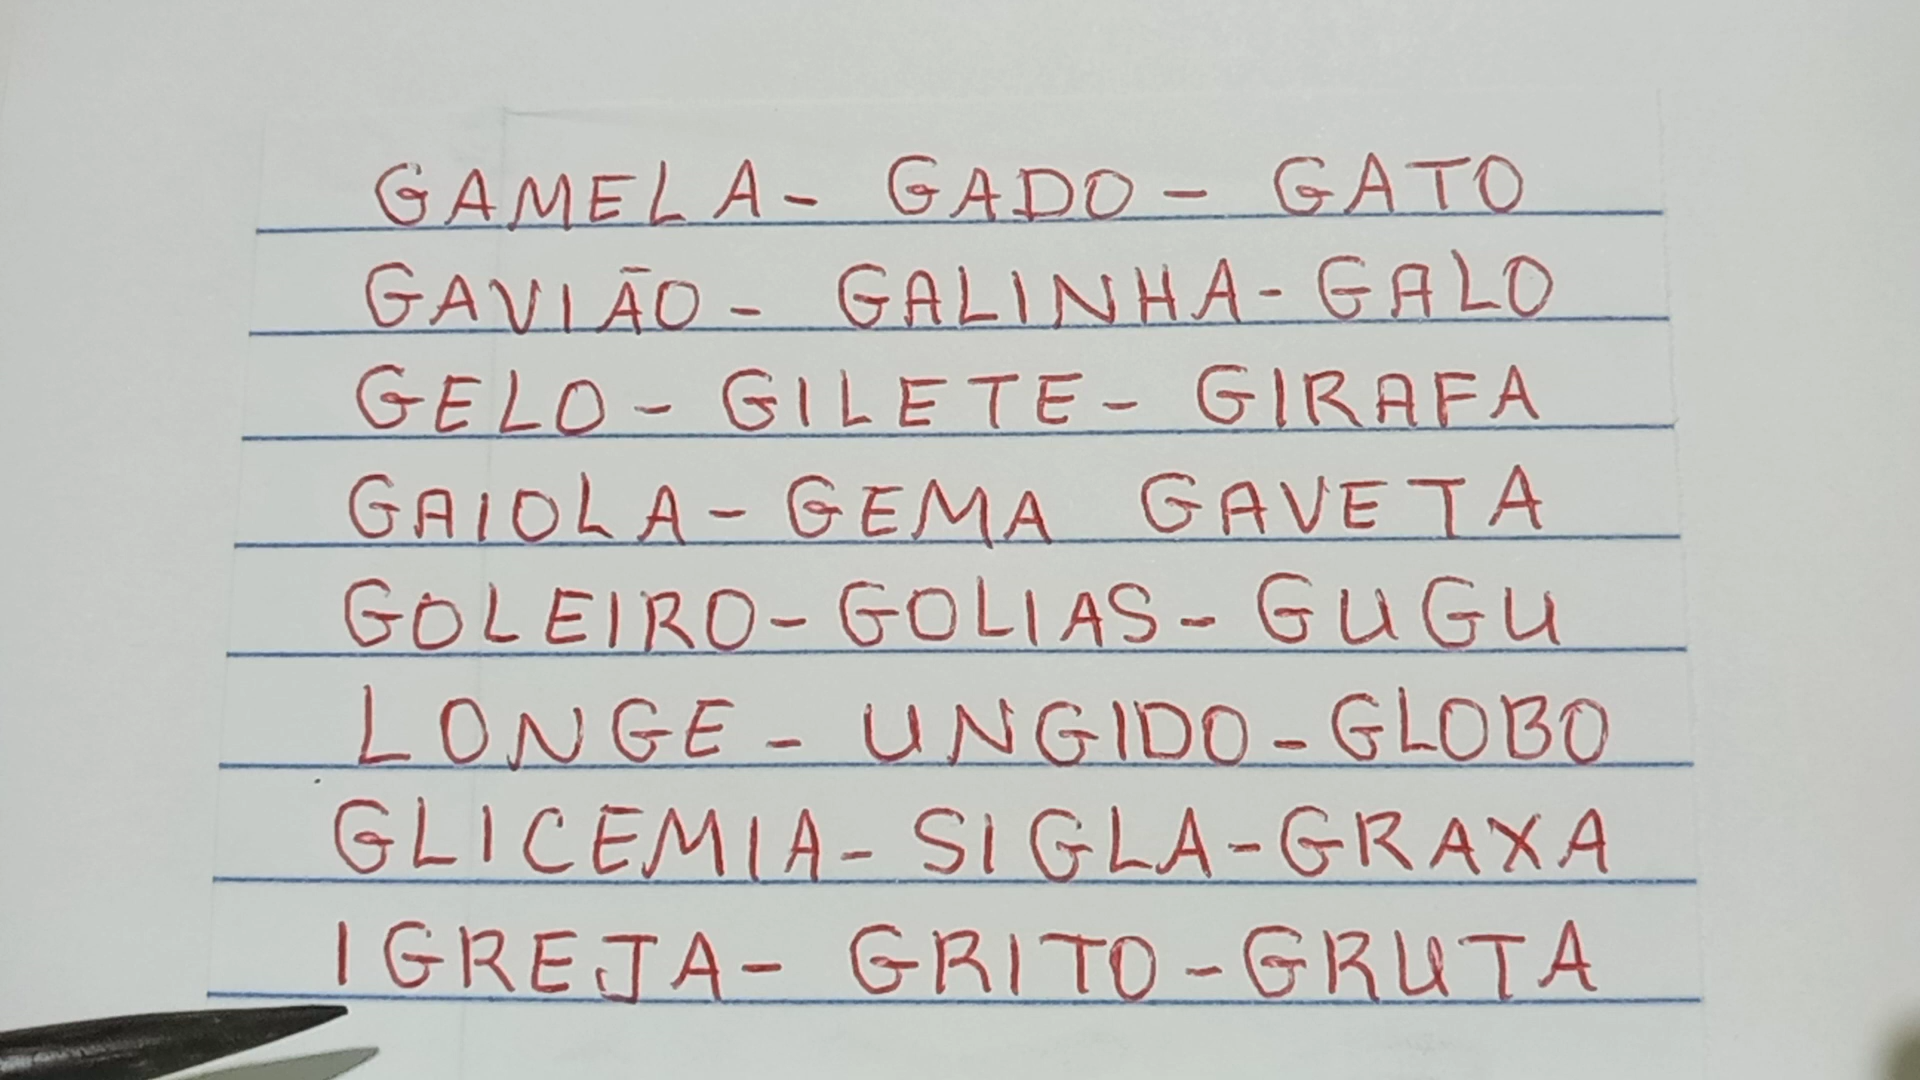 GAMELA - GADO - GATO
GAVIÃO - GALINHA - GALO
GELO - GILETE - GIRAFA
GAIOLA - GEMA GAVETA
GOLEIRO - GOLIAS - GUGU
LONGE - UNGIDO - GLOBO
GLICEMIA - SIGLA - GRAXA
IGREJA - GRITO - GRUTA